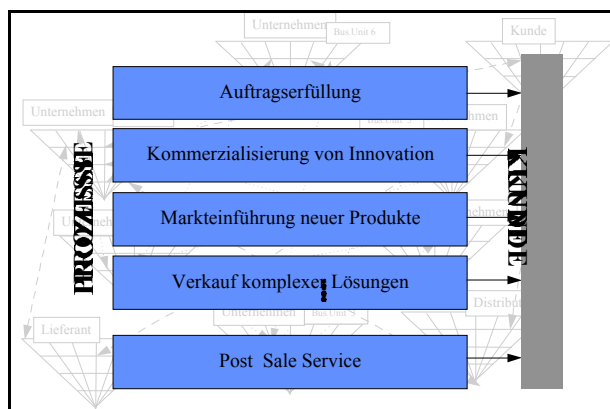 Unternehmen
Bus.Unit 6
Kunde
Auftragserfüllung
Unternehmen
Kommerzialisierung von Innovation
PROZESSE
KUNDE
Markteinführung neuer Produkte
Verkauf komplexer Lösungen
Unternehmen
Lieferant
Post Sale Service